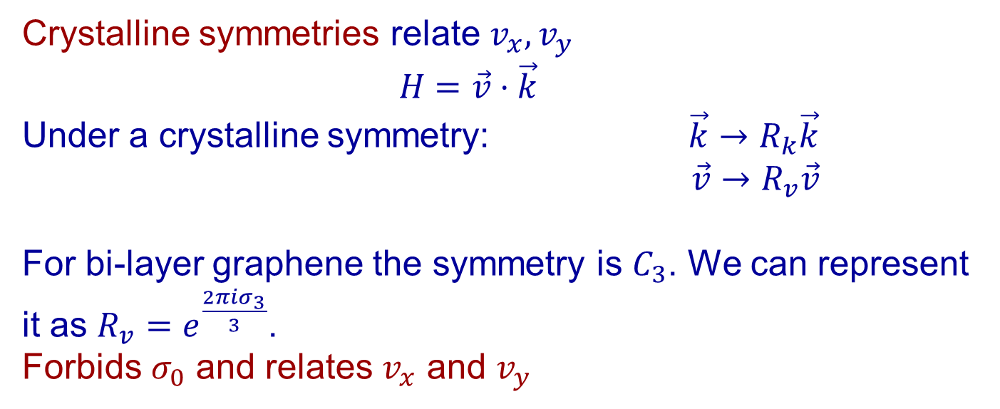 Crystalline symmetries relate $v_x, v_y$
$H = \vec{v} \cdot \vec{k}$
Under a crystalline symmetry: $\vec{k} \rightarrow R_k \vec{k}$
$\vec{v} \rightarrow R_v \vec{v}$
For bi-layer graphene the symmetry is $C_3$. We can represent
it as $R_v = e^{\frac{2\pi i \sigma_3}{3}}$.
Forbids $\sigma_0$ and relates $v_x$ and $v_y$